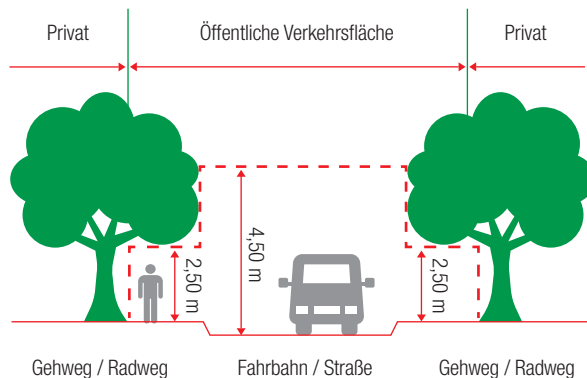 Privat
Öffentliche Verkehrsfläche
Privat
2,50 m
4,50 m
2,50 m
Gehweg / Radweg
Fahrbahn / Straße
Gehweg / Radweg